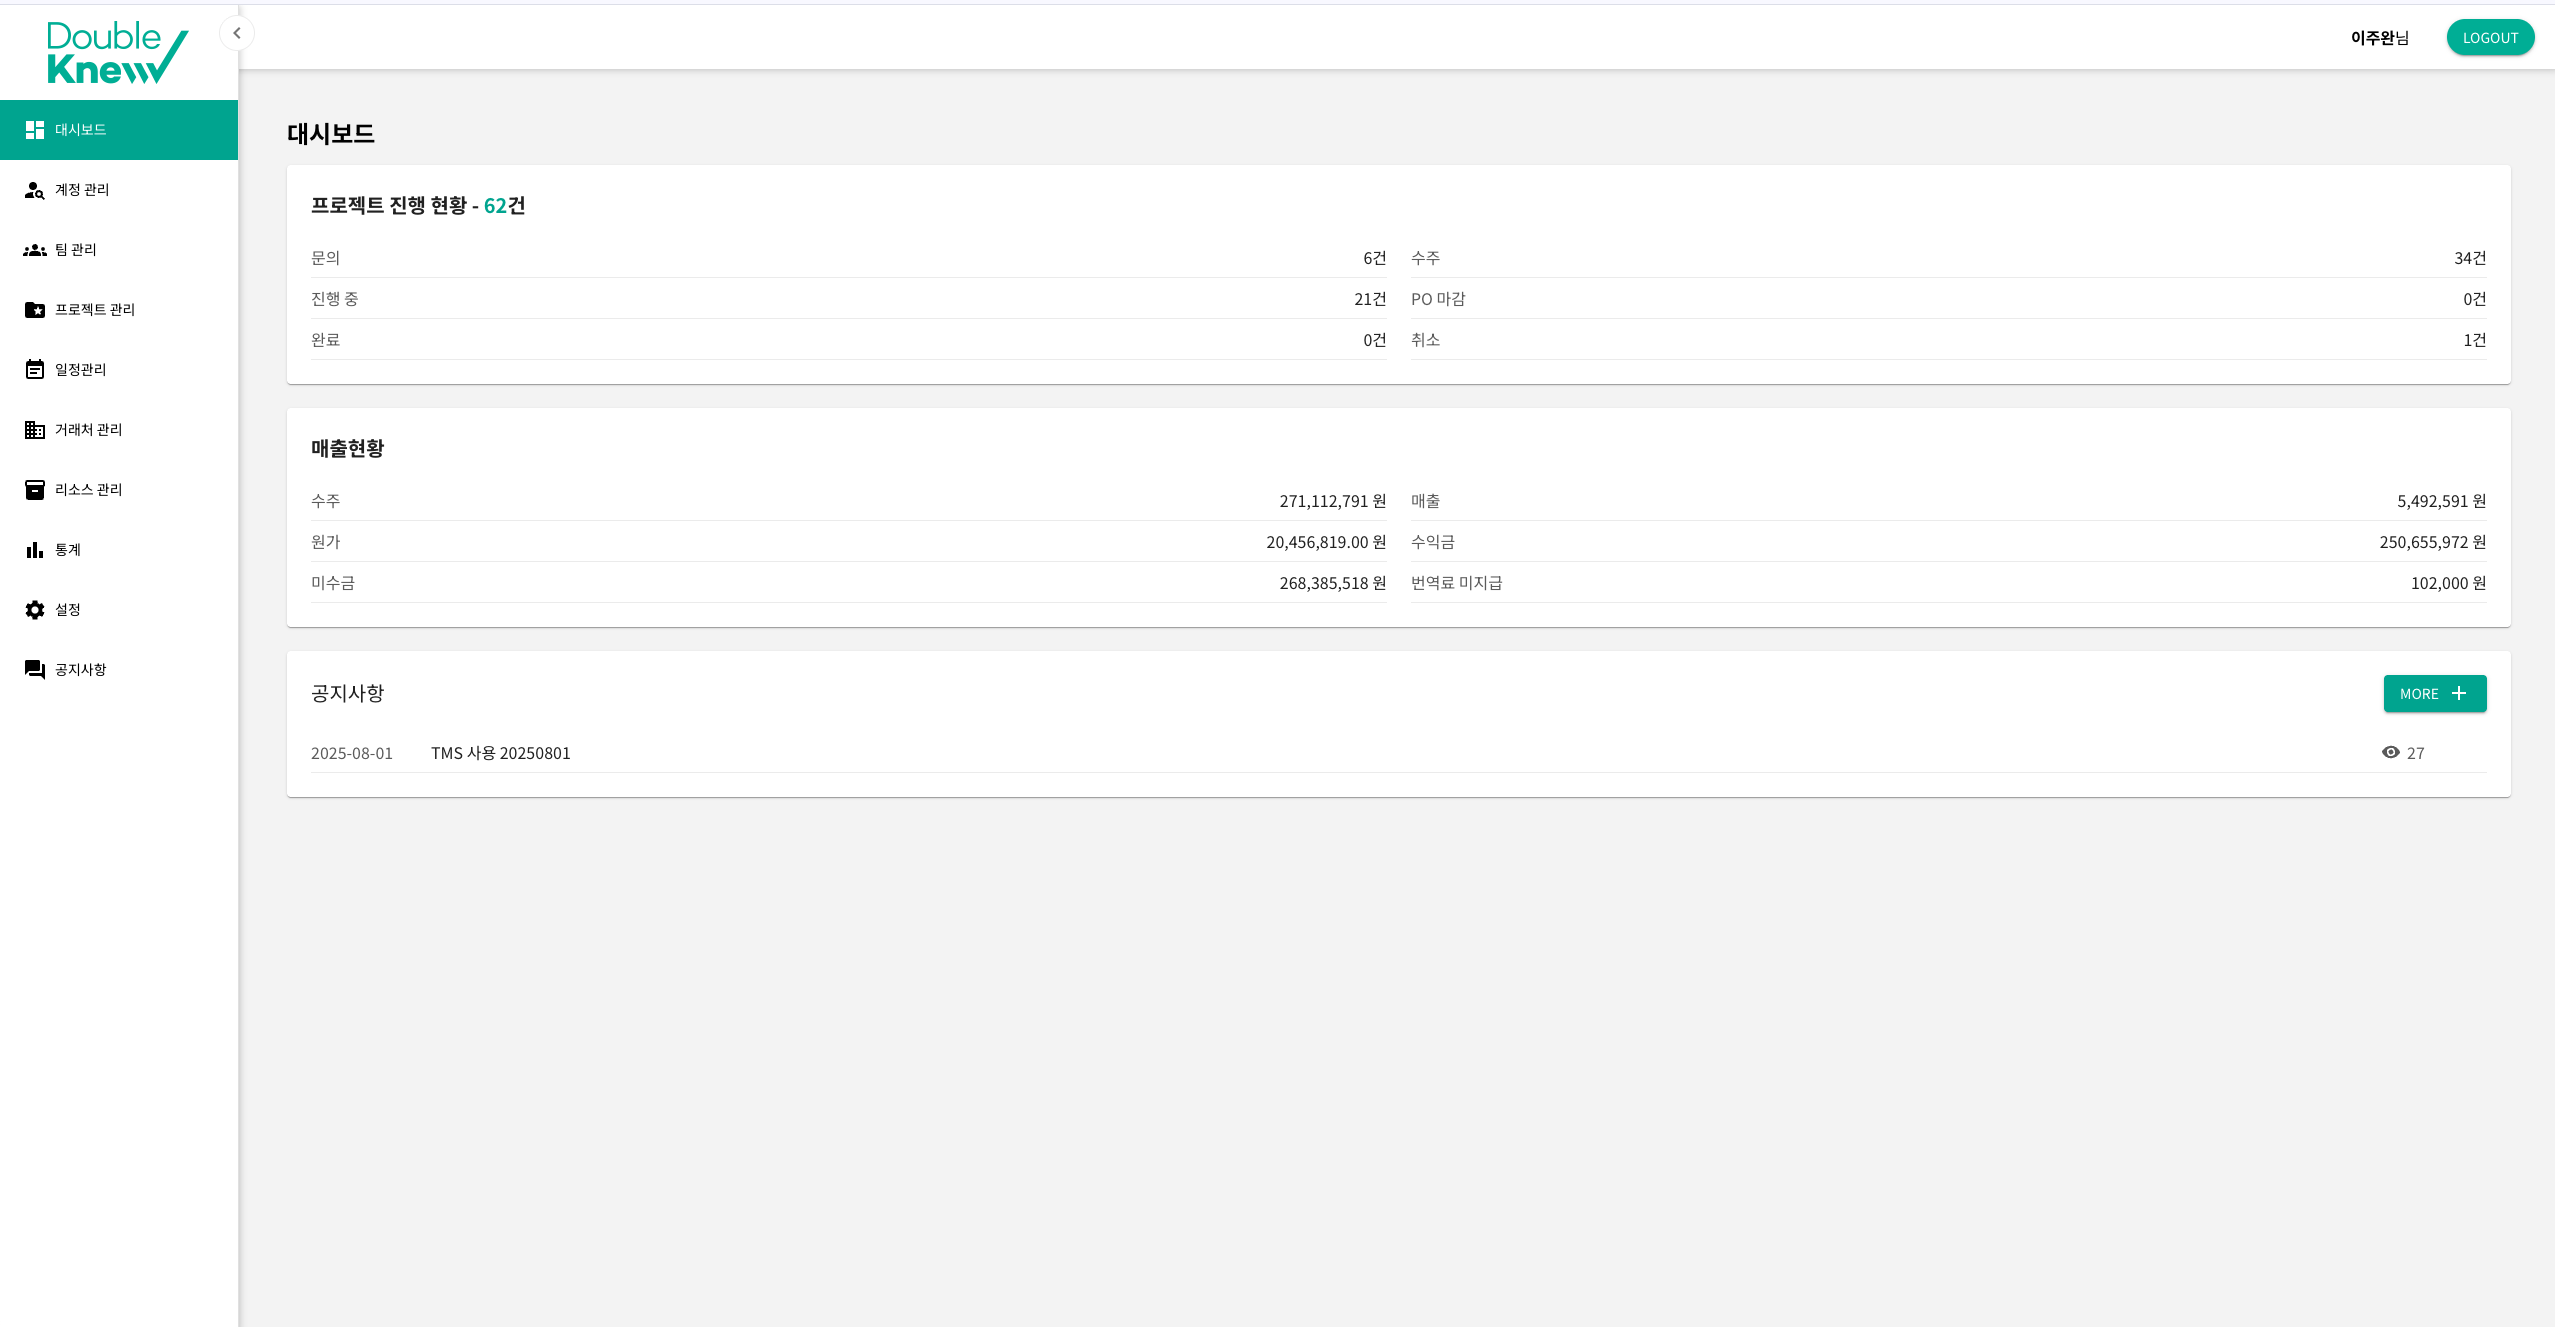 Double
Knew
이주완님
LOGOUT
대시보드
계정 관리
팀 관리
프로젝트 관리
일정관리
거래처 관리
리소스 관리
통계
설정
공지사항
대시보드
프로젝트 진행 현황 - 62건
문의 6건 수주 34건
진행 중 21건 PO 마감 0건
완료 0건 취소 1건
매출현황
수주 271,112,791 원 매출 5,492,591 원
원가 20,456,819.00 원 수익금 250,655,972 원
미수금 268,385,518 원 번역료 미지급 102,000 원
공지사항 MORE
2025-08-01 TMS 사용 20250801 27